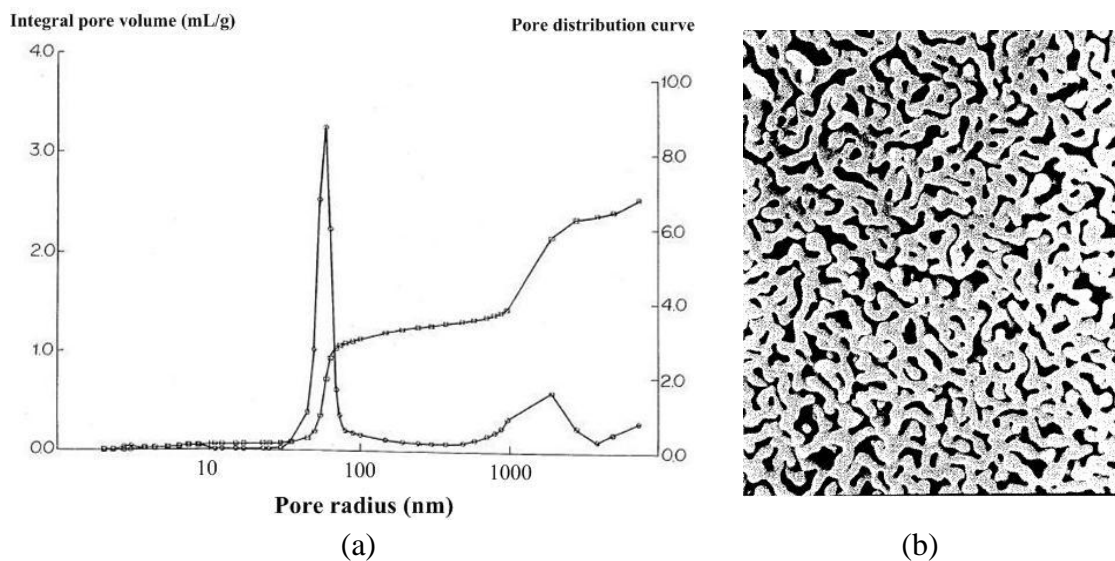 Integral pore volume (mL/g)
Pore distribution curve
4.0
3.0
2.0
1.0
0.0
10.0
8.0
6.0
4.0
2.0
0.0
10
100
1000
Pore radius (nm)
(a)
(b)